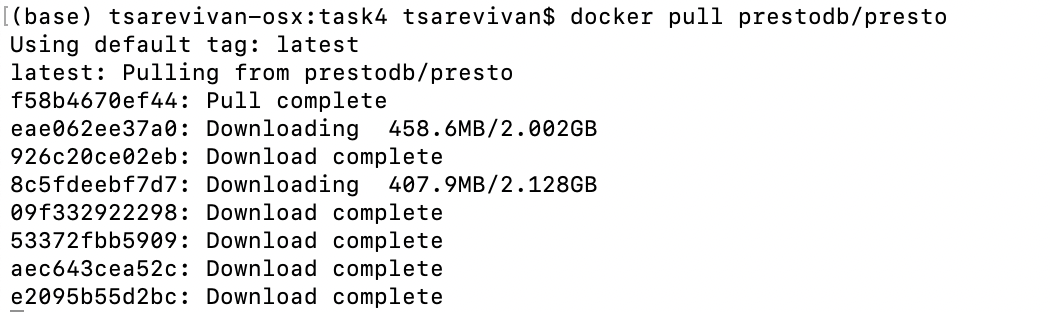 (base) tsarevivan-osx:task4 tsarevivan$ docker pull prestodb/presto
Using default tag: latest
latest: Pulling from prestodb/presto
f58b4670ef44: Pull complete
eae062ee37a0: Downloading  458.6MB/2.002GB
926c20ce02eb: Download complete
8c5fdeebf7d7: Downloading  407.9MB/2.128GB
09f332922298: Download complete
53372fbb5909: Download complete
aec643cea52c: Download complete
e2095b55d2bc: Download complete